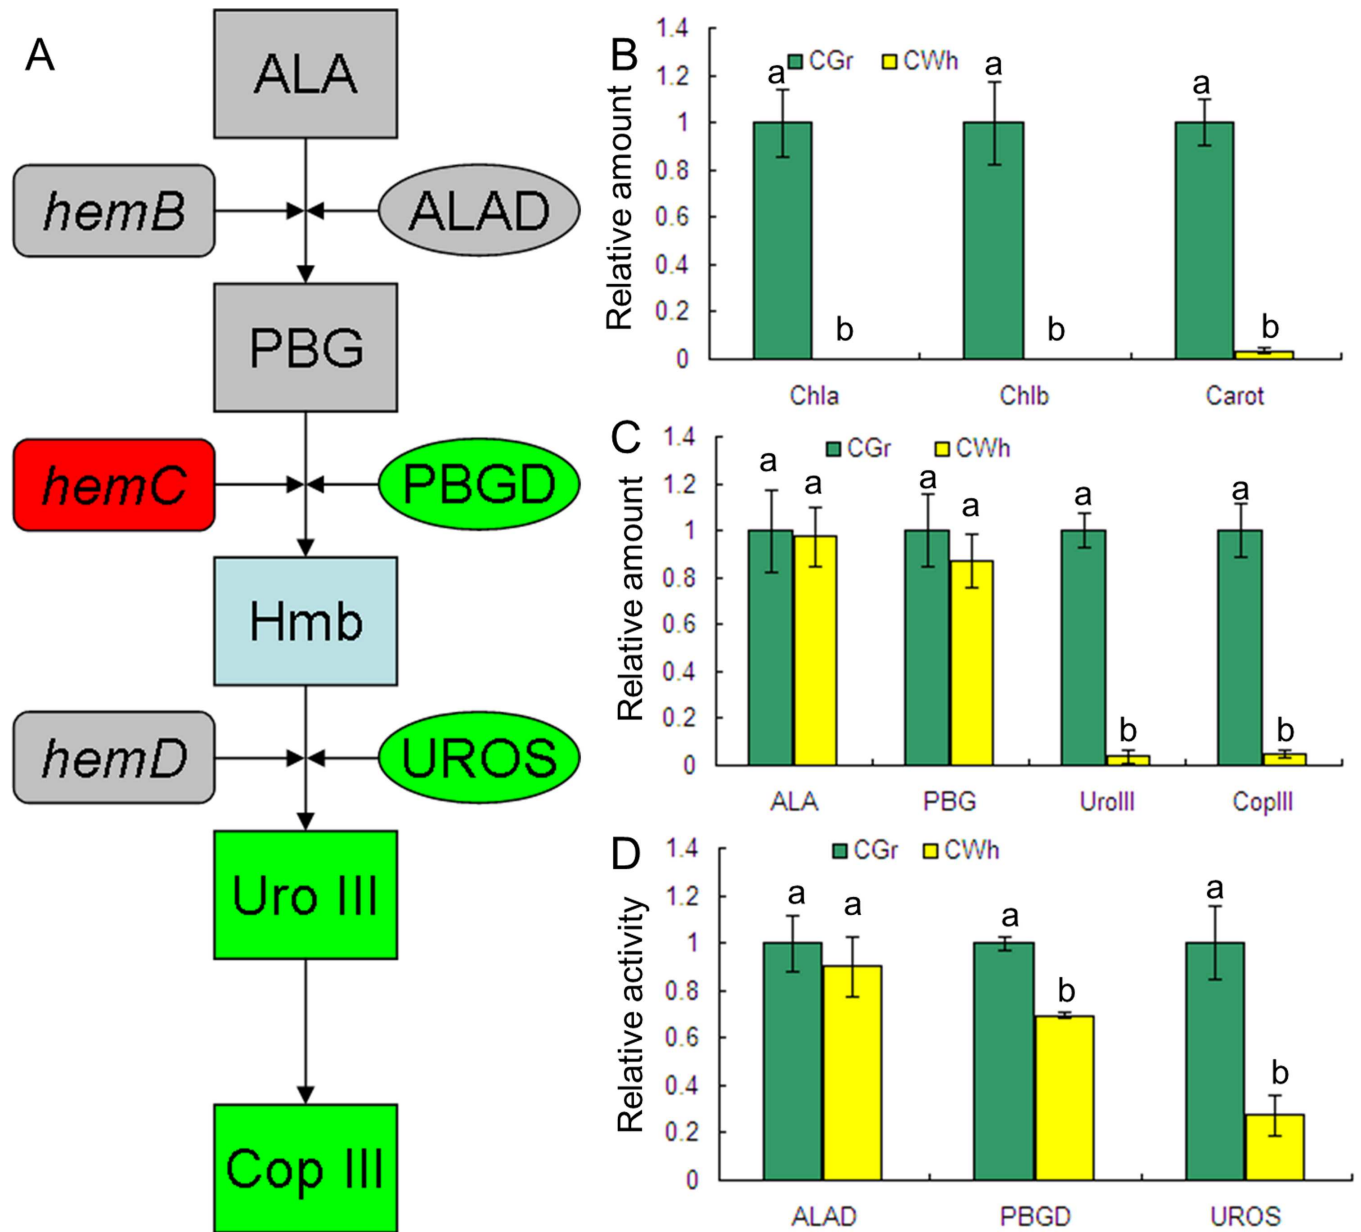 A
ALA
hemB
ALAD
PBG
hemC
PBGD
Hmb
hemD
UROS
Uro III
Cop III
B
Relative amount
1.4
1.2
1
0.8
0.6
0.4
0.2
0
CGr CWh
a a a
b b b
Chla Chlb Carot
C
Relative amount
1.4
1.2
1
0.8
0.6
0.4
0.2
0
CGr CWh
a a a a a a
b b
ALA PBG UroIII CopIII
D
Relative activity
1.4
1.2
1
0.8
0.6
0.4
0.2
0
CGr CWh
a a a a
b b
ALAD PBGD UROS